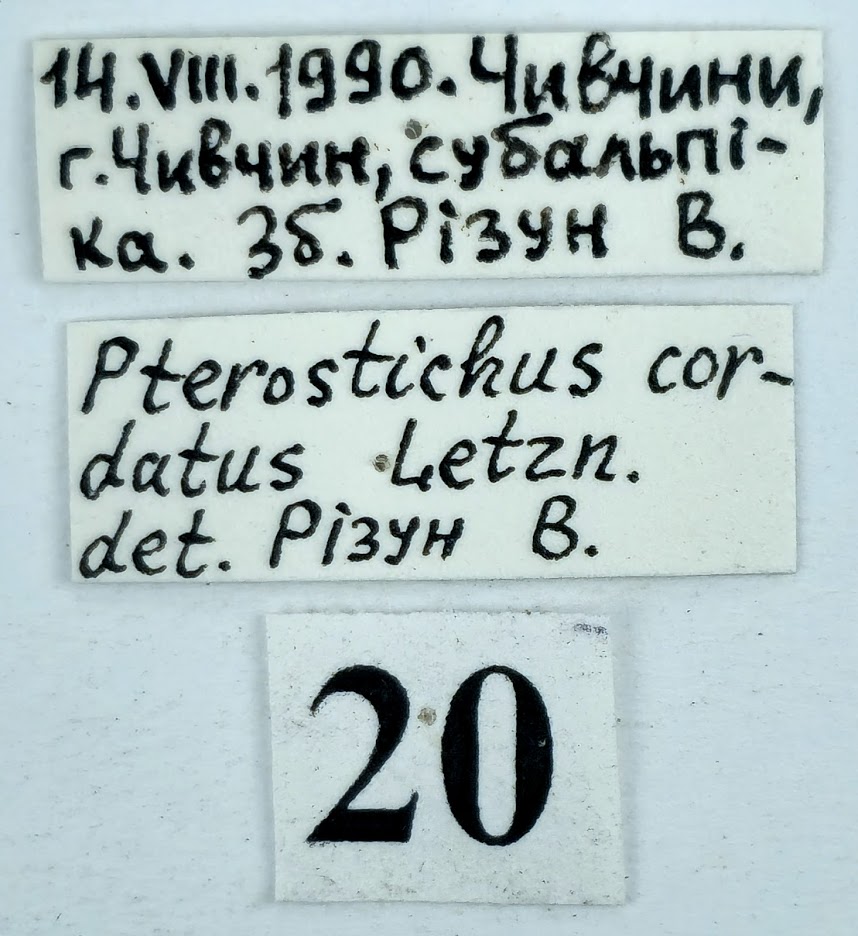 14.VIII.1990. Чивчини,
г. Чивчин, субальпі-
ка. Зб. Різун В.
Pterostichus cor-
datus Letzn.
det. Різун В.
20